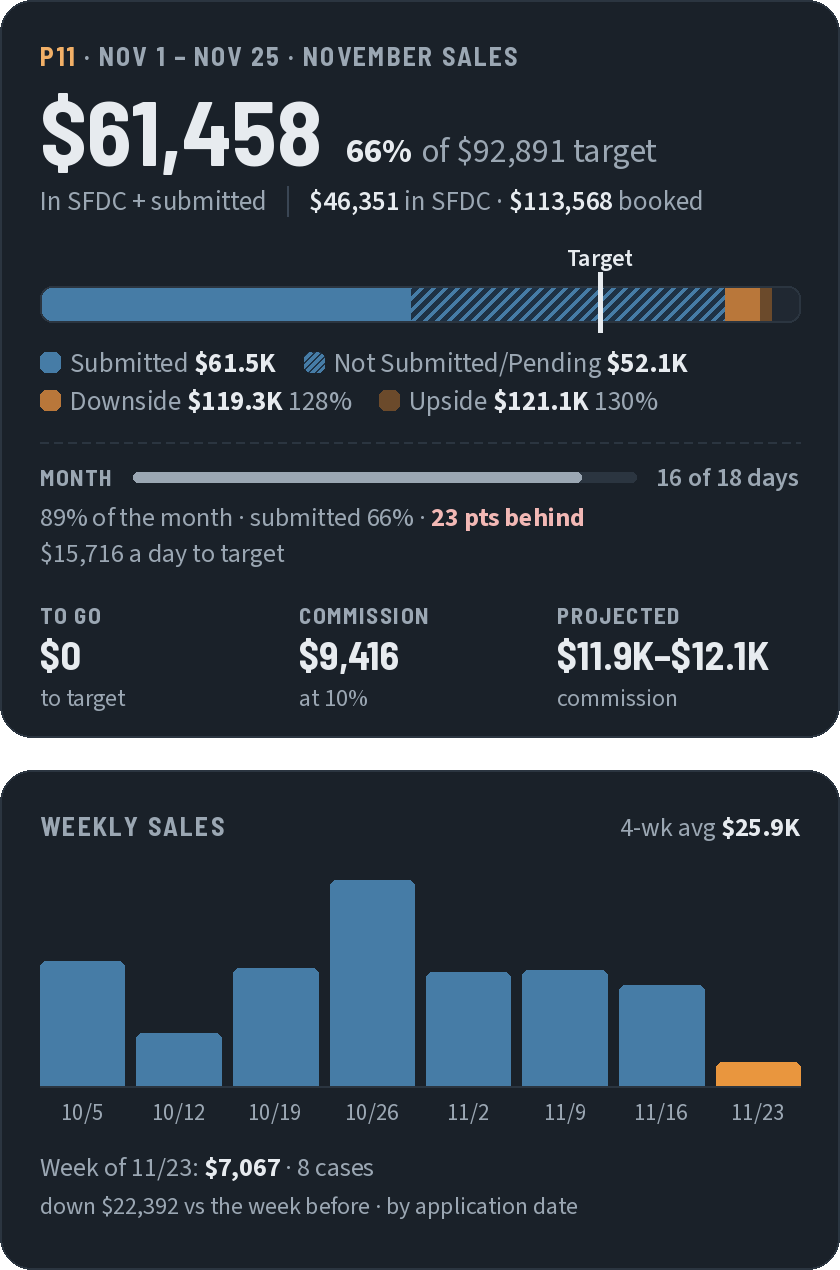 P11 · NOV 1 – NOV 25 · NOVEMBER SALES
$61,458 66% of $92,891 target
In SFDC + submitted $46,351 in SFDC · $113,568 booked
Target
Submitted $61.5K Not Submitted/Pending $52.1K
Downside $119.3K 128% Upside $121.1K 130%
MONTH 16 of 18 days
89% of the month · submitted 66% · 23 pts behind
$15,716 a day to target
TO GO COMMISSION PROJECTED
$0 $9,416 $11.9K–$12.1K
to target at 10% commission
WEEKLY SALES 4-wk avg $25.9K
10/5 10/12 10/19 10/26 11/2 11/9 11/16 11/23
Week of 11/23: $7,067 · 8 cases
down $22,392 vs the week before · by application date